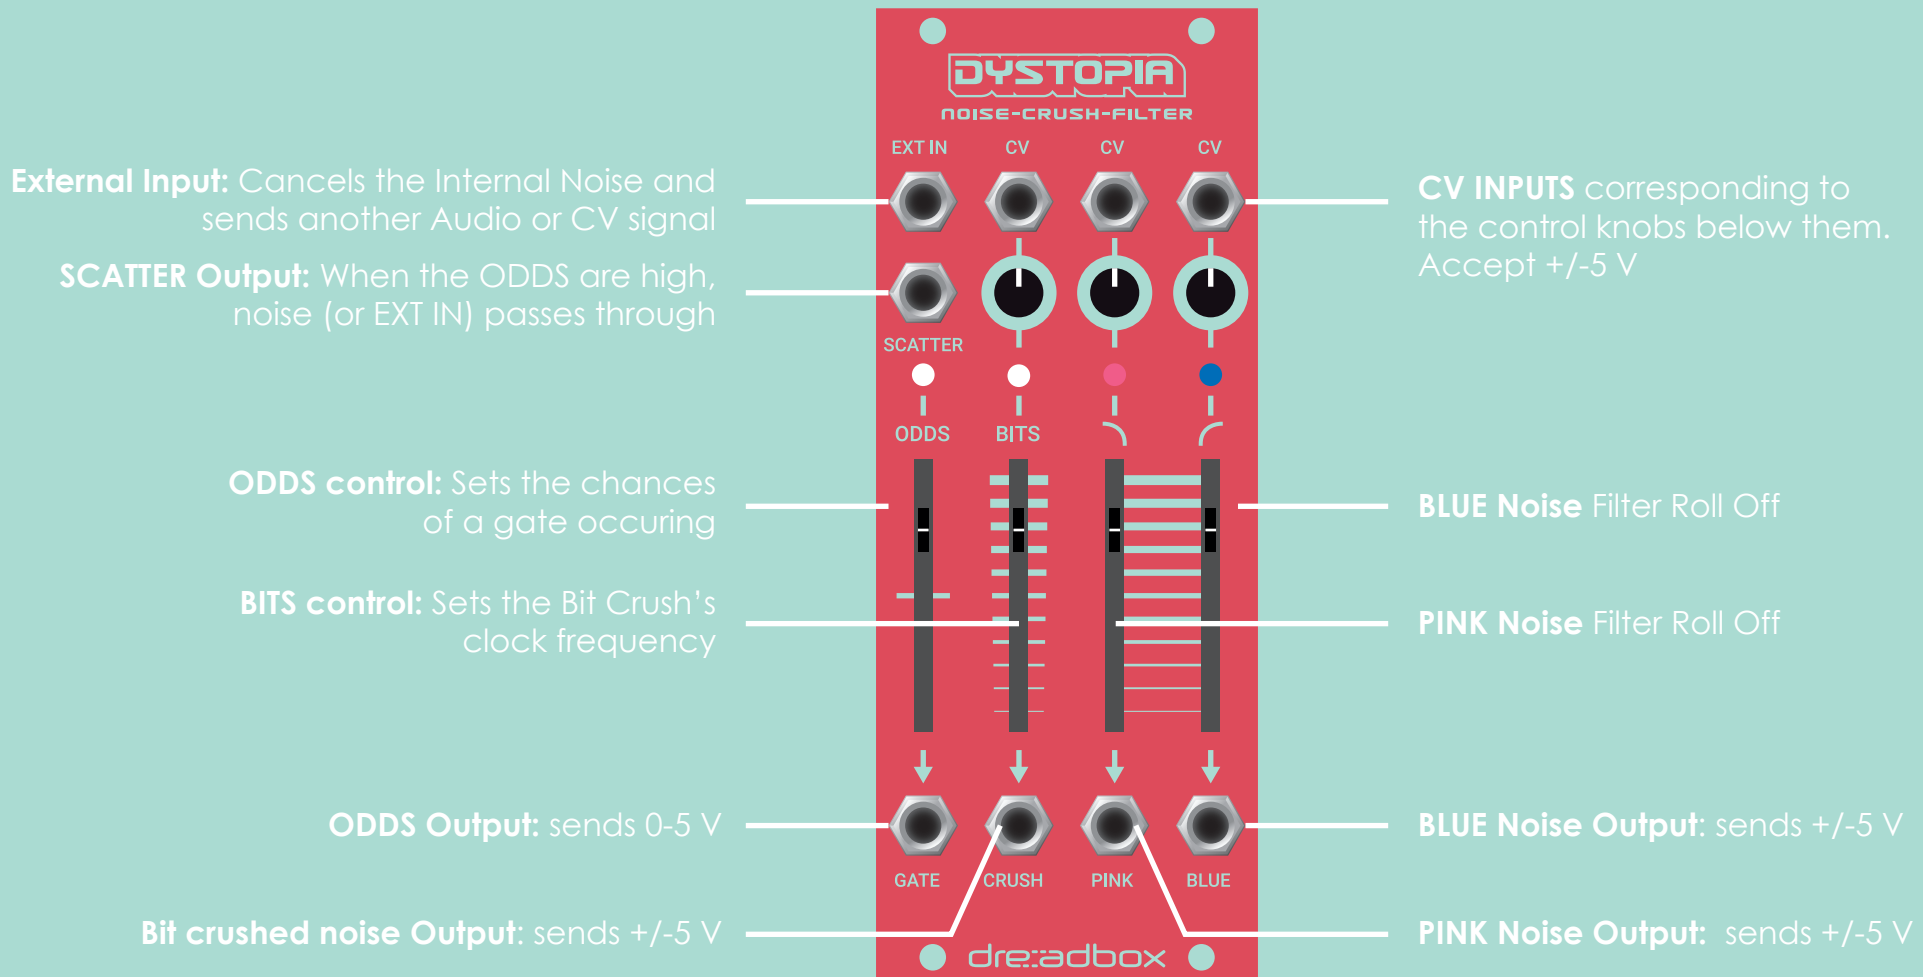 DYSTOPIA
NOISE-CRUSH-FILTER
EXT IN CV CV CV
External Input: Cancels the Internal Noise and
sends another Audio or CV signal
SCATTER Output: When the ODDS are high,
noise (or EXT IN) passes through
CV INPUTS corresponding to
the control knobs below them.
Accept +/-5 V
SCATTER
ODDS BITS
ODDS control: Sets the chances
of a gate occuring
BITS control: Sets the Bit Crush's
clock frequency
BLUE Noise Filter Roll Off
PINK Noise Filter Roll Off
ODDS Output: sends 0-5 V
Bit crushed noise Output: sends +/-5 V
BLUE Noise Output: sends +/-5 V
PINK Noise Output: sends +/-5 V
GATE CRUSH PINK BLUE
dre:adbox